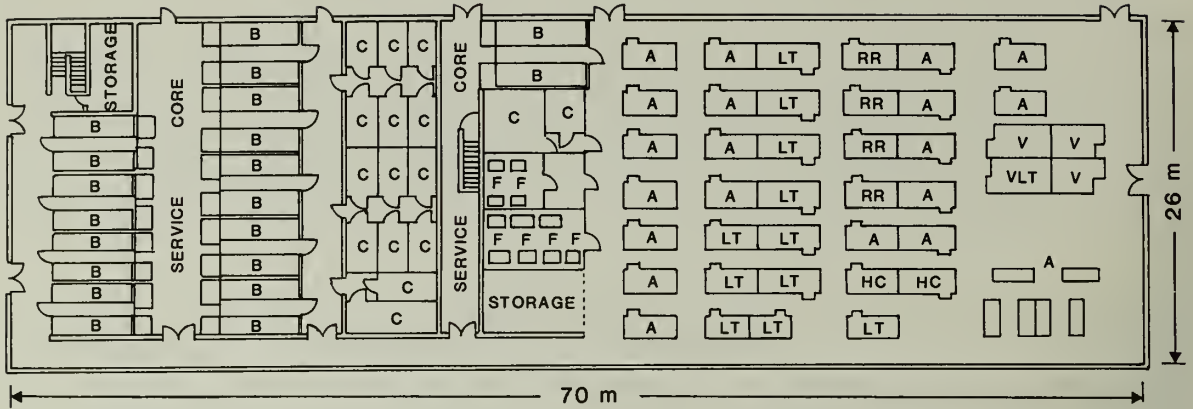 STORAGE
B
B
B
B
B
B
B
B
CORE
SERVICE
B
B
B
B
B
B
B
B
B
B
C C C
C C C
C C C
C C C
C
C
CORE
SERVICE
B
B
C C
F F
F F F F
STORAGE
A A LT RR A A
A A LT RR A A
A A LT RR A V V
VLT V
A A LT RR A
A LT LT A A
A
A LT LT HC HC
A LT LT LT
26 m
70 m